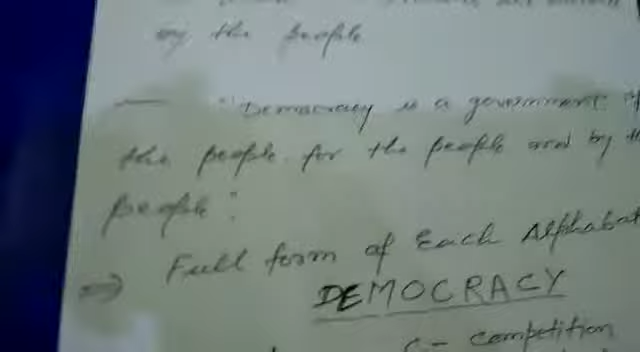 by the people
— "Democracy is a government of
the people, for the people and by the
people".
⇒ Full form of Each Alphabat
DEMOCRACY
C - Competition